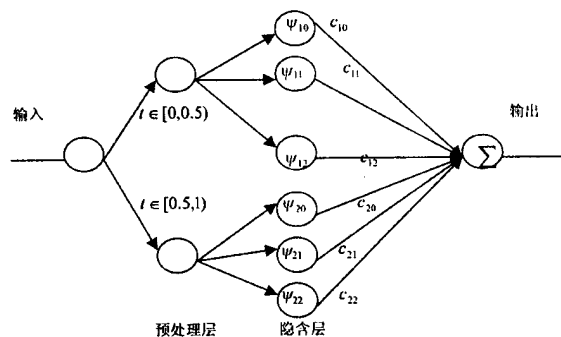 ψ₁₀ c₁₀
ψ₁₁ c₁₁
输入 t∈[0,0.5) 输出
ψ₁₂ c₁₂ Σ
t∈[0.5,1) ψ₂₀ c₂₀
ψ₂₁ c₂₁
ψ₂₂ c₂₂
预处理层 隐含层